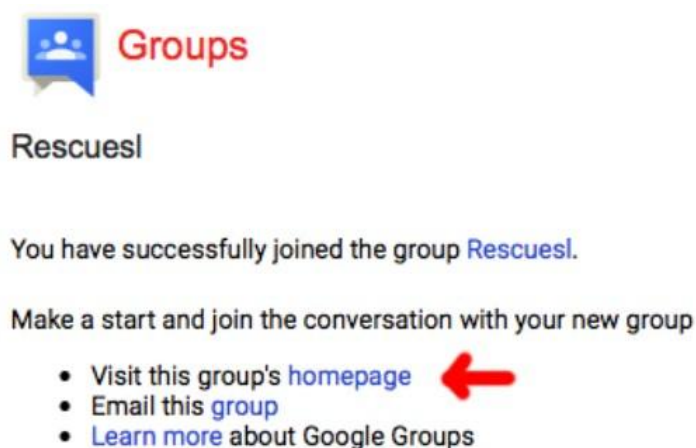 Groups
Rescuesl
You have successfully joined the group Rescuesl.
Make a start and join the conversation with your new group
• Visit this group's homepage
• Email this group
• Learn more about Google Groups